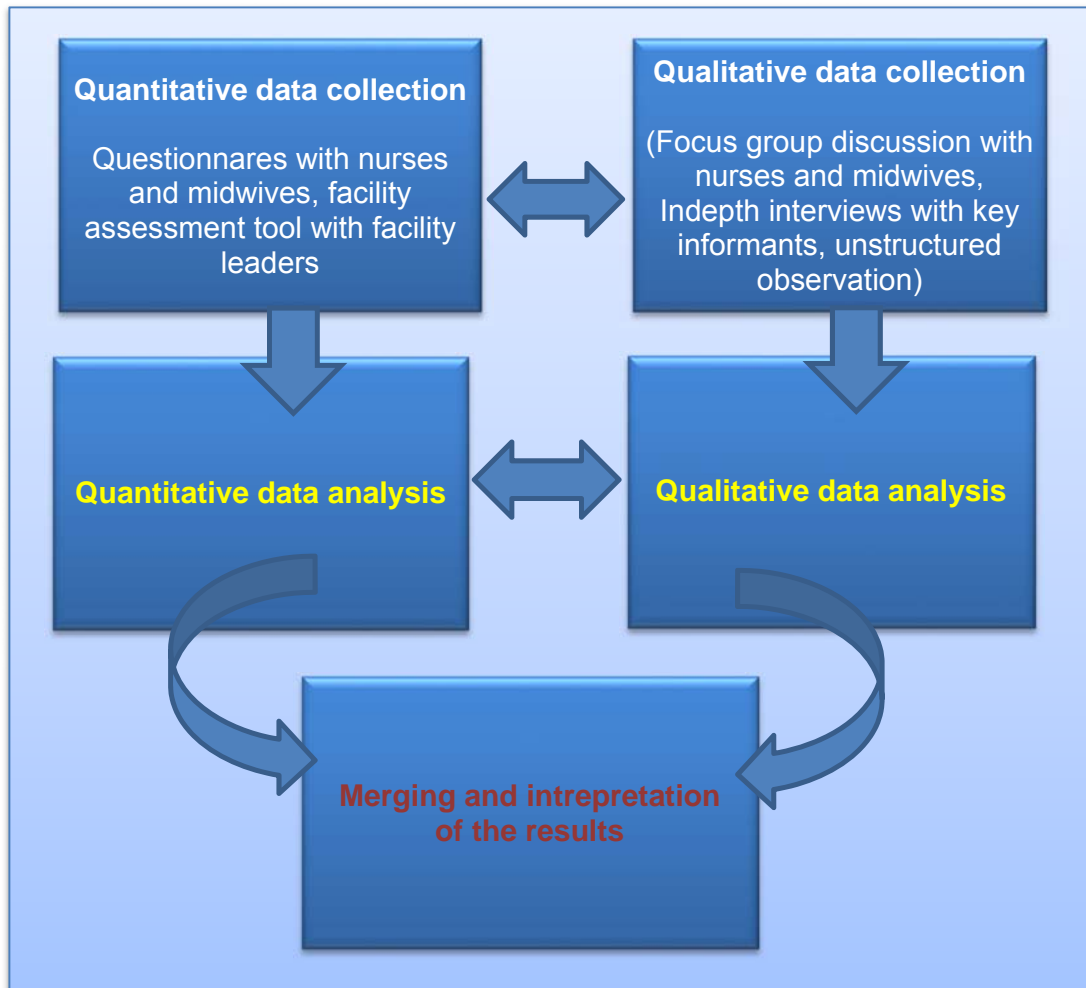 Quantitative data collection
Questionnares with nurses
and midwives, facility
assessment tool with facility
leaders
Qualitative data collection
(Focus group discussion with
nurses and midwives,
Indepth interviews with key
informants, unstructured
observation)
Quantitative data analysis
Qualitative data analysis
Merging and intrepretation
of the results